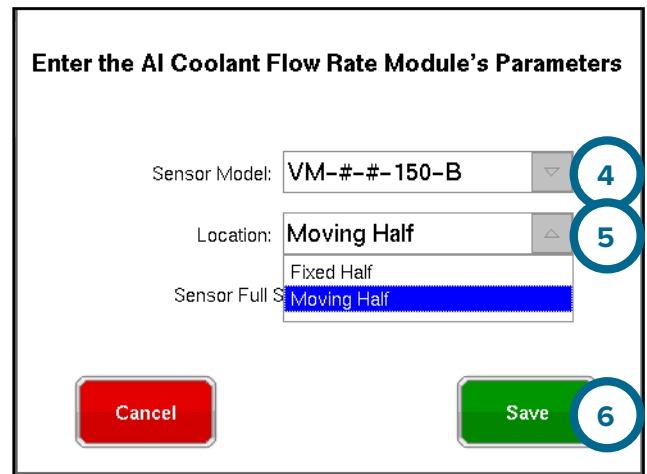 Enter the AI Coolant Flow Rate Module's Parameters
Sensor Model: VM-#-#-150-B 4
Location: Moving Half 5
Fixed Half
Sensor Full S Moving Half
Cancel Save 6